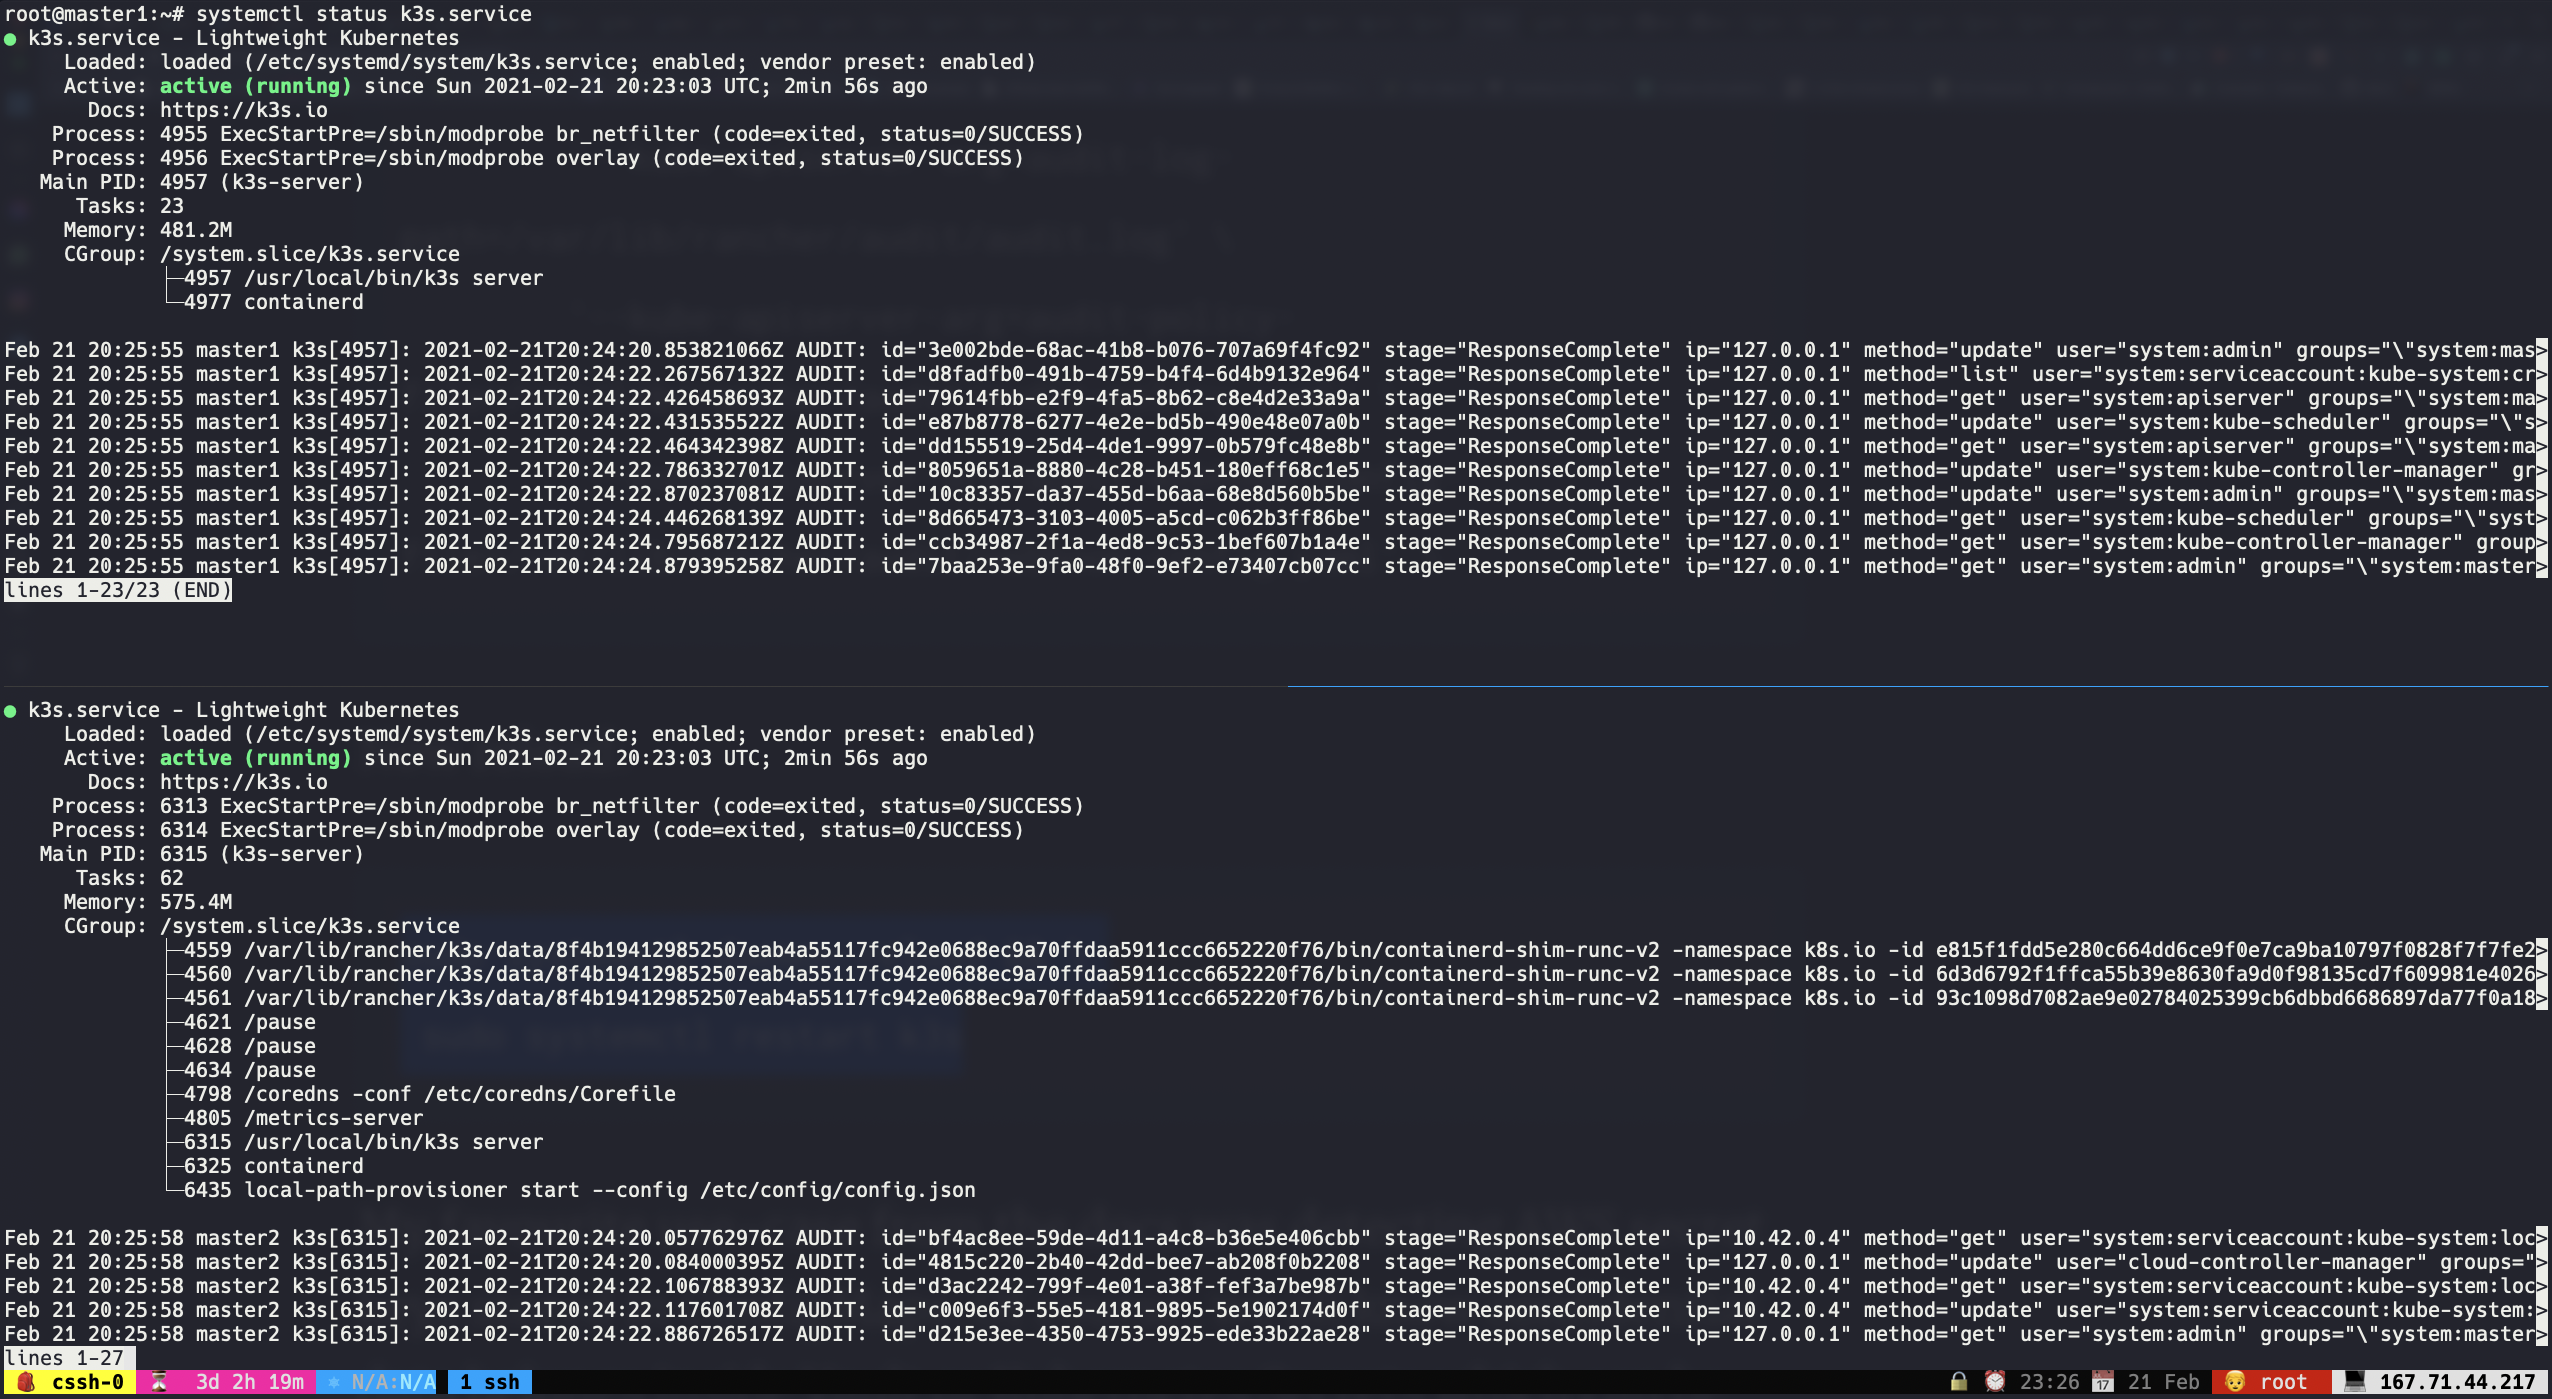 root@master1:~# systemctl status k3s.service
● k3s.service - Lightweight Kubernetes
Loaded: loaded (/etc/systemd/system/k3s.service; enabled; vendor preset: enabled)
Active: active (running) since Sun 2021-02-21 20:23:03 UTC; 2min 56s ago
Docs: https://k3s.io
Process: 4955 ExecStartPre=/sbin/modprobe br_netfilter (code=exited, status=0/SUCCESS)
Process: 4956 ExecStartPre=/sbin/modprobe overlay (code=exited, status=0/SUCCESS)
Main PID: 4957 (k3s-server)
Tasks: 23
Memory: 481.2M
CGroup: /system.slice/k3s.service
├─4957 /usr/local/bin/k3s server
└─4977 containerd
Feb 21 20:25:55 master1 k3s[4957]: 2021-02-21T20:24:20.853821066Z AUDIT: id="3e002bde-68ac-41b8-b076-707a69f4fc92" stage="ResponseComplete" ip="127.0.0.1" method="update" user="system:admin" groups="\"system:mas>
Feb 21 20:25:55 master1 k3s[4957]: 2021-02-21T20:24:22.267567132Z AUDIT: id="d8fadfb0-491b-4759-b4f4-6d4b9132e964" stage="ResponseComplete" ip="127.0.0.1" method="list" user="system:serviceaccount:kube-system:cr>
Feb 21 20:25:55 master1 k3s[4957]: 2021-02-21T20:24:22.426458693Z AUDIT: id="79614fbb-e2f9-4fa5-8b62-c8e4d2e33a9a" stage="ResponseComplete" ip="127.0.0.1" method="get" user="system:apiserver" groups="\"system:ma>
Feb 21 20:25:55 master1 k3s[4957]: 2021-02-21T20:24:22.431535522Z AUDIT: id="e87b8778-6277-4e2e-bd5b-490e48e07a0b" stage="ResponseComplete" ip="127.0.0.1" method="update" user="system:kube-scheduler" groups="\"s>
Feb 21 20:25:55 master1 k3s[4957]: 2021-02-21T20:24:22.464342398Z AUDIT: id="dd155519-25d4-4de1-9997-0b579fc48e8b" stage="ResponseComplete" ip="127.0.0.1" method="get" user="system:apiserver" groups="\"system:ma>
Feb 21 20:25:55 master1 k3s[4957]: 2021-02-21T20:24:22.786332701Z AUDIT: id="8059651a-8880-4c28-b451-180eff68c1e5" stage="ResponseComplete" ip="127.0.0.1" method="update" user="system:kube-controller-manager" gr>
Feb 21 20:25:55 master1 k3s[4957]: 2021-02-21T20:24:22.870237081Z AUDIT: id="10c83357-da37-455d-b6aa-68e8d560b5be" stage="ResponseComplete" ip="127.0.0.1" method="update" user="system:admin" groups="\"system:mas>
Feb 21 20:25:55 master1 k3s[4957]: 2021-02-21T20:24:24.446268139Z AUDIT: id="8d665473-3103-4005-a5cd-c062b3ff86be" stage="ResponseComplete" ip="127.0.0.1" method="get" user="system:kube-scheduler" groups="\"syst>
Feb 21 20:25:55 master1 k3s[4957]: 2021-02-21T20:24:24.795687212Z AUDIT: id="ccb34987-2f1a-4ed8-9c53-1bef607b1a4e" stage="ResponseComplete" ip="127.0.0.1" method="get" user="system:kube-controller-manager" group>
Feb 21 20:25:55 master1 k3s[4957]: 2021-02-21T20:24:24.879395258Z AUDIT: id="7baa253e-9fa0-48f0-9ef2-e73407cb07cc" stage="ResponseComplete" ip="127.0.0.1" method="get" user="system:admin" groups="\"system:master>
lines 1-23/23 (END)
● k3s.service - Lightweight Kubernetes
Loaded: loaded (/etc/systemd/system/k3s.service; enabled; vendor preset: enabled)
Active: active (running) since Sun 2021-02-21 20:23:03 UTC; 2min 56s ago
Docs: https://k3s.io
Process: 6313 ExecStartPre=/sbin/modprobe br_netfilter (code=exited, status=0/SUCCESS)
Process: 6314 ExecStartPre=/sbin/modprobe overlay (code=exited, status=0/SUCCESS)
Main PID: 6315 (k3s-server)
Tasks: 62
Memory: 575.4M
CGroup: /system.slice/k3s.service
├─4559 /var/lib/rancher/k3s/data/8f4b194129852507eab4a55117fc942e0688ec9a70ffdaa5911ccc6652220f76/bin/containerd-shim-runc-v2 -namespace k8s.io -id e815f1fdd5e280c664dd6ce9f0e7ca9ba10797f0828f7f7fe2>
├─4560 /var/lib/rancher/k3s/data/8f4b194129852507eab4a55117fc942e0688ec9a70ffdaa5911ccc6652220f76/bin/containerd-shim-runc-v2 -namespace k8s.io -id 6d3d6792f1ffca55b39e8630fa9d0f98135cd7f609981e4026>
├─4561 /var/lib/rancher/k3s/data/8f4b194129852507eab4a55117fc942e0688ec9a70ffdaa5911ccc6652220f76/bin/containerd-shim-runc-v2 -namespace k8s.io -id 93c1098d7082ae9e02784025399cb6dbbd6686897da77f0a18>
├─4621 /pause
├─4628 /pause
├─4634 /pause
├─4798 /coredns -conf /etc/coredns/Corefile
├─4805 /metrics-server
├─6315 /usr/local/bin/k3s server
├─6325 containerd
└─6435 local-path-provisioner start --config /etc/config/config.json
Feb 21 20:25:58 master2 k3s[6315]: 2021-02-21T20:24:20.057762976Z AUDIT: id="bf4ac8ee-59de-4d11-a4c8-b36e5e406cbb" stage="ResponseComplete" ip="10.42.0.4" method="get" user="system:serviceaccount:kube-system:loc>
Feb 21 20:25:58 master2 k3s[6315]: 2021-02-21T20:24:20.084000395Z AUDIT: id="4815c220-2b40-42dd-bee7-ab208f0b2208" stage="ResponseComplete" ip="127.0.0.1" method="update" user="cloud-controller-manager" groups=">
Feb 21 20:25:58 master2 k3s[6315]: 2021-02-21T20:24:22.106788393Z AUDIT: id="d3ac2242-799f-4e01-a38f-fef3a7be987b" stage="ResponseComplete" ip="10.42.0.4" method="get" user="system:serviceaccount:kube-system:loc>
Feb 21 20:25:58 master2 k3s[6315]: 2021-02-21T20:24:22.117601708Z AUDIT: id="c009e6f3-55e5-4181-9895-5e1902174d0f" stage="ResponseComplete" ip="10.42.0.4" method="update" user="system:serviceaccount:kube-system:>
Feb 21 20:25:58 master2 k3s[6315]: 2021-02-21T20:24:22.886726517Z AUDIT: id="d215e3ee-4350-4753-9925-ede33b22ae28" stage="ResponseComplete" ip="127.0.0.1" method="get" user="system:admin" groups="\"system:master>
lines 1-27
cssh-0 3d 2h 19m N/A:N/A 1 ssh 23:26 17 21 Feb root 167.71.44.217